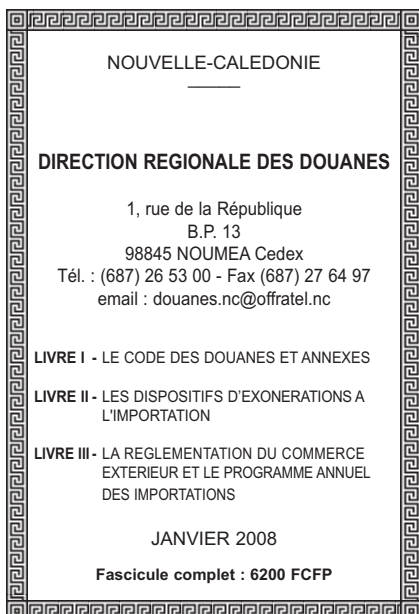 NOUVELLE-CALEDONIE
DIRECTION REGIONALE DES DOUANES
1, rue de la République
B.P. 13
98845 NOUMEA Cedex
Tél. : (687) 26 53 00 - Fax (687) 27 64 97
email : douanes.nc@offratel.nc
LIVRE I - LE CODE DES DOUANES ET ANNEXES
LIVRE II - LES DISPOSITIFS D'EXONERATIONS A
L'IMPORTATION
LIVRE III - LA REGLEMENTATION DU COMMERCE
EXTERIEUR ET LE PROGRAMME ANNUEL
DES IMPORTATIONS
JANVIER 2008
Fascicule complet : 6200 FCFP